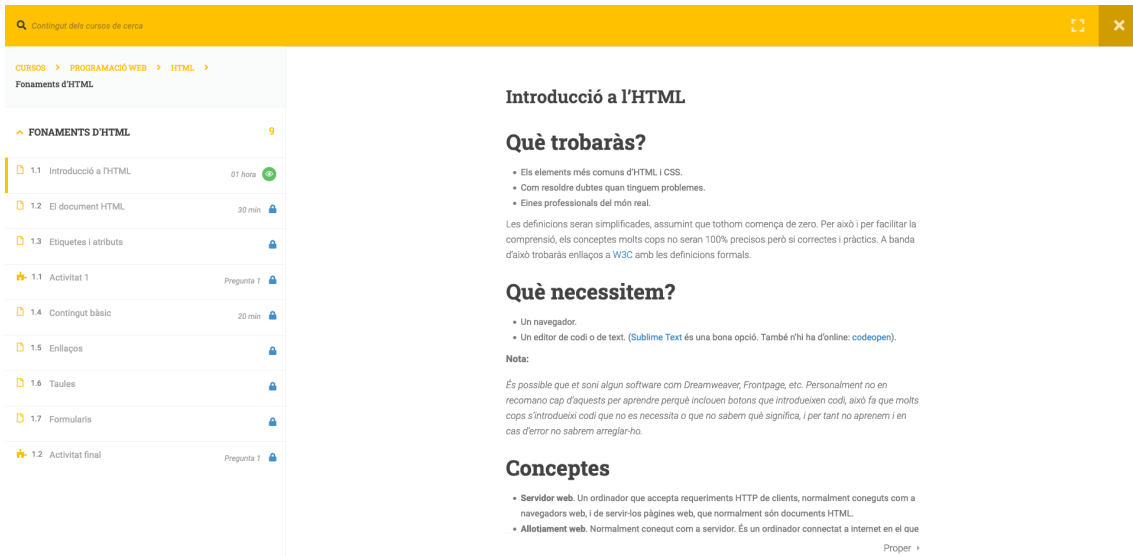 Contingut dels cursos de cerca
CURSOS > PROGRAMACIÓ WEB > HTML >
Fonaments d'HTML
FONAMENTS D'HTML 9
1.1 Introducció a l'HTML 01 hora
1.2 El document HTML 30 min
1.3 Etiquetes i atributs
1.1 Activitat 1 Pregunta 1
1.4 Contingut bàsic 20 min
1.5 Enllaços
1.6 Taules
1.7 Formularis
1.2 Activitat final Pregunta 1
Introducció a l'HTML
Què trobaràs?
• Els elements més comuns d'HTML i CSS.
• Com resoldre dubtes quan tinguem problemes.
• Eines professionals del món real.
Les definicions seran simplificades, assumint que tothom comença de zero. Per això i per facilitar la
comprensió, els conceptes molts cops no seran 100% precisos però si correctes i pràctics. A banda
d'això trobaràs enllaços a W3C amb les definicions formals.
Què necessitem?
• Un navegador.
• Un editor de codi o de text. (Sublime Text és una bona opció. També n'hi ha d'online: codeopen).
Nota:
És possible que et soni algun software com Dreamweaver, Frontpage, etc. Personalment no en
recomano cap d'aquests per aprendre perquè inclouen botons que introdueixen codi, això fa que molts
cops s'introdueixi codi que no es necessita o que no sabem què significa, i per tant no aprenem i en
cas d'error no sabrem arreglar-ho.
Conceptes
• Servidor web. Un ordinador que accepta requeriments HTTP de clients, normalment coneguts com a
navegadors web, i de servir-los pàgines web, que normalment són documents HTML.
• Allotjament web. Normalment conegut com a servidor. És un ordinador connectat a internet en el que
Proper